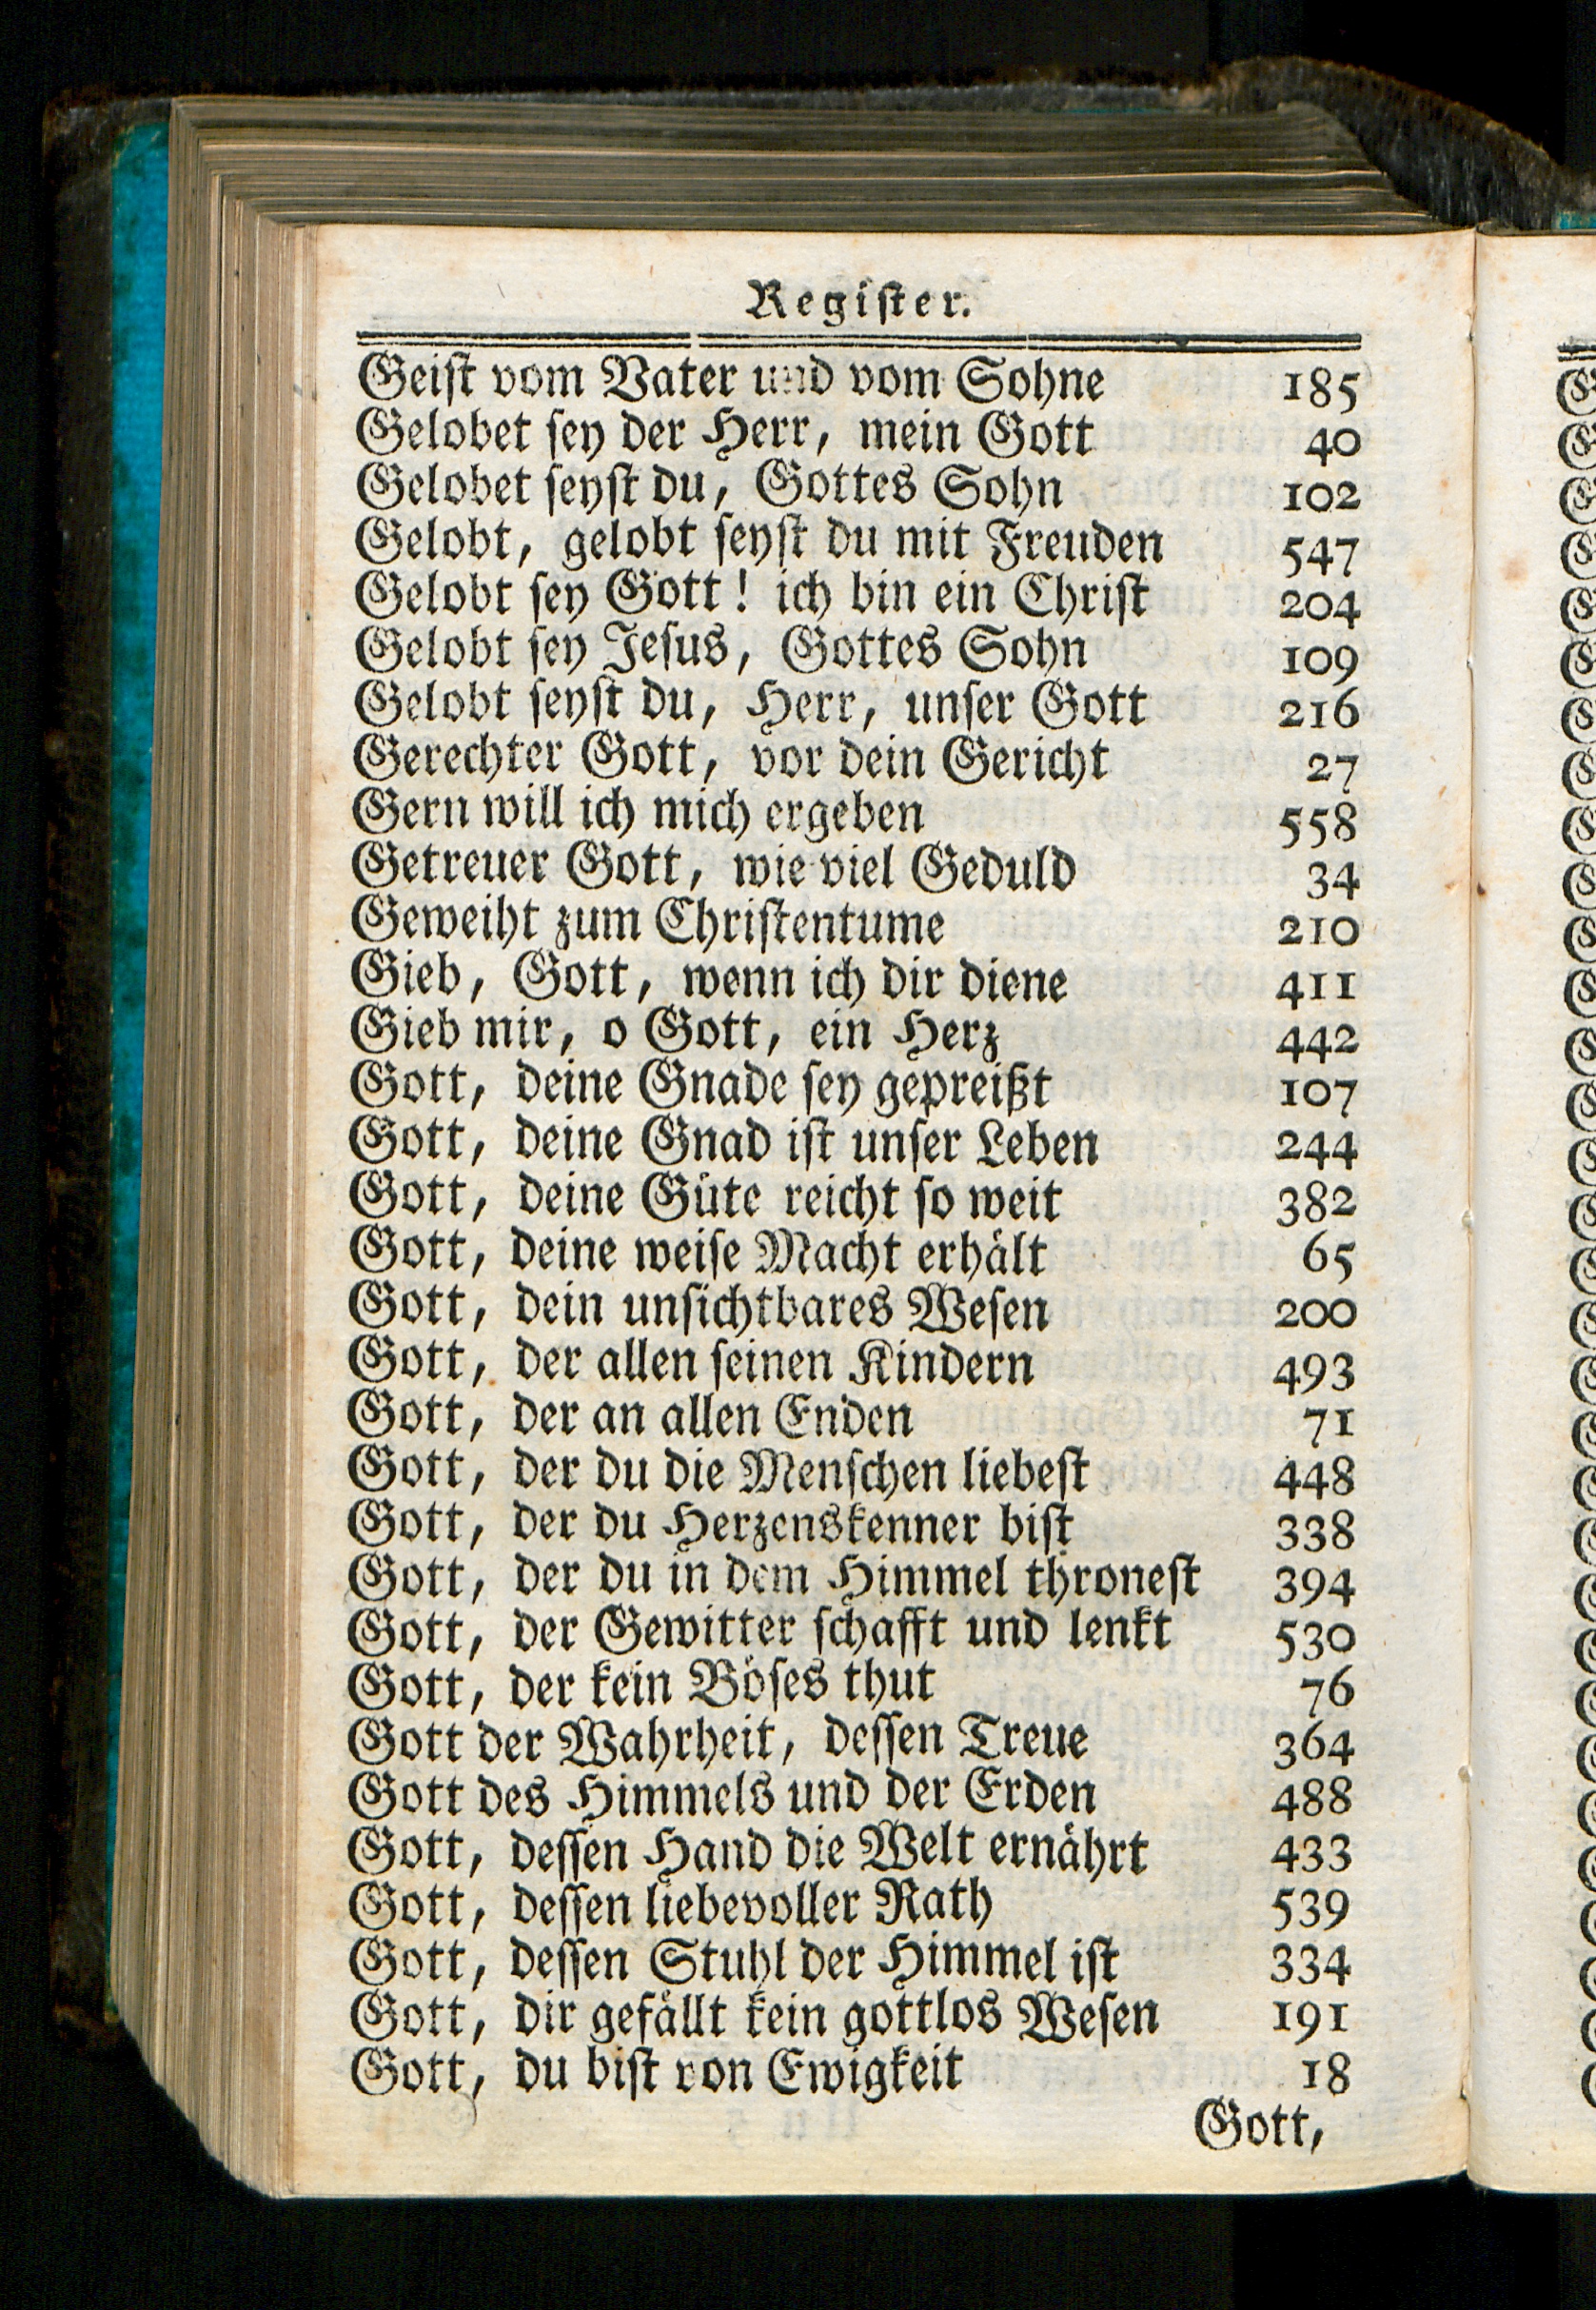 Regiſter.
Geiſt vom Vater und vom Sohne 185
Gelobet ſey der Herr, mein Gott 40
Gelobet ſeyſt du, Gottes Sohn 102
Gelobt, gelobt ſeyſt du mit Freuden 547
Gelobt ſey Gott! ich bin ein Chriſt 204
Gelobt ſey Jeſus, Gottes Sohn 109
Gelobt ſeyſt du, Herr, unſer Gott 216
Gerechter Gott, vor dein Gericht 27
Gern will ich mich ergeben 558
Getreuer Gott, wie viel Geduld 34
Geweiht zum Chriſtentume 210
Gieb, Gott, wenn ich dir diene 411
Gieb mir, o Gott, ein Herz 442
Gott, deine Gnade ſey gepreißt 107
Gott, deine Gnad iſt unſer Leben 244
Gott, deine Güte reicht ſo weit 382
Gott, deine weiſe Macht erhält 65
Gott, dein unſichtbares Weſen 200
Gott, der allen ſeinen Kindern 493
Gott, der an allen Enden 71
Gott, der du die Menſchen liebeſt 448
Gott, der du Herzenskenner biſt 338
Gott, der du in dem Himmel throneſt 394
Gott, der Gewitter ſchafft und lenkt 530
Gott, der kein Böſes thut 76
Gott der Wahrheit, deſſen Treue 364
Gott des Himmels und der Erden 488
Gott, deſſen Hand die Welt ernährt 433
Gott, deſſen liebevoller Rath 539
Gott, deſſen Stuhl der Himmel iſt 334
Gott, dir gefällt kein gottlos Weſen 191
Gott, du biſt von Ewigkeit 18
Gott,